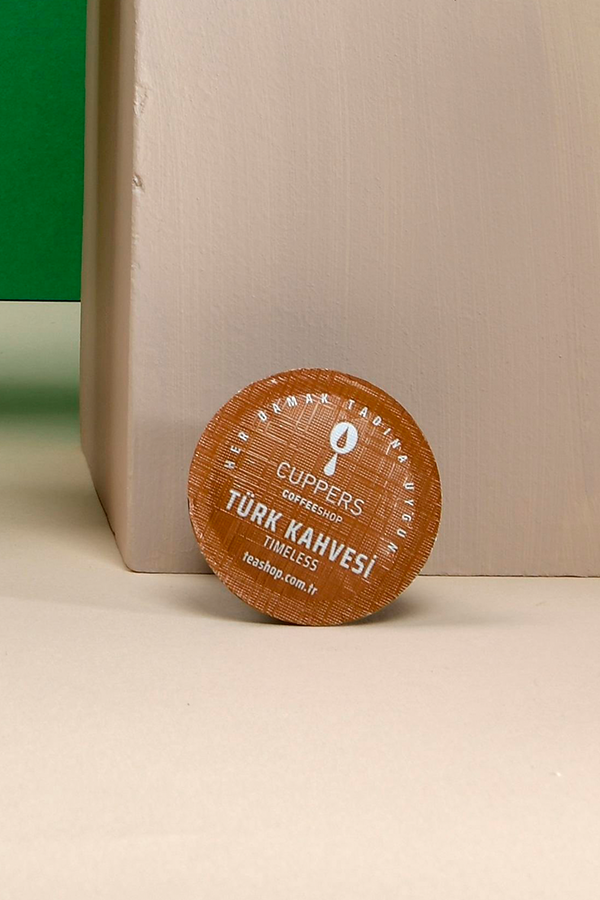 HER DAMAK TADINA UYGUN
CUPPERS
COFFEESHOP
TÜRK KAHVESİ
TIMELESS
teashop.com.tr